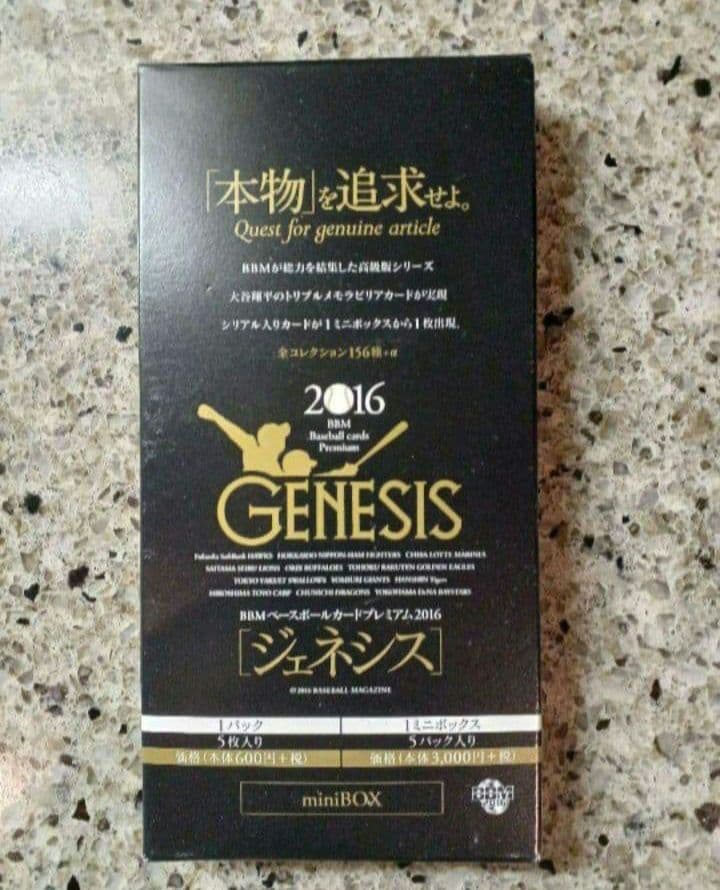 「本物」を追求せよ。
Quest for genuine article
BBMが総力を結集した高級版シリーズ
大谷翔平のトリプルメモラビリアカードが実現
シリアル入りカードが1ミニボックスから1枚出現。
全コレクション156種+α
2016
BBM
Baseball cards
Premium
GENESIS
Fukuoka SoftBank HAWKS HOKKAIDO NIPPON-HAM FIGHTERS CHIBA LOTTE MARINES
SAITAMA SEIBU LIONS ORIX BUFFALOES TOHOKU RAKUTEN GOLDEN EAGLES
TOKYO YAKULT SWALLOWS YOMIURI GIANTS HANSHIN Tigers
HIROSHIMA TOYO CARP CHUNICHI DRAGONS YOKOHAMA DeNA BAYSTARS
BBMベースボールカードプレミアム2016
[ジェネシス]
©2016 BASEBALL MAGAZINE
1パック 1ミニボックス
5枚入り 5パック入り
価格(本体600円+税) 価格(本体3,000円+税)
miniBOX
BBM
2016